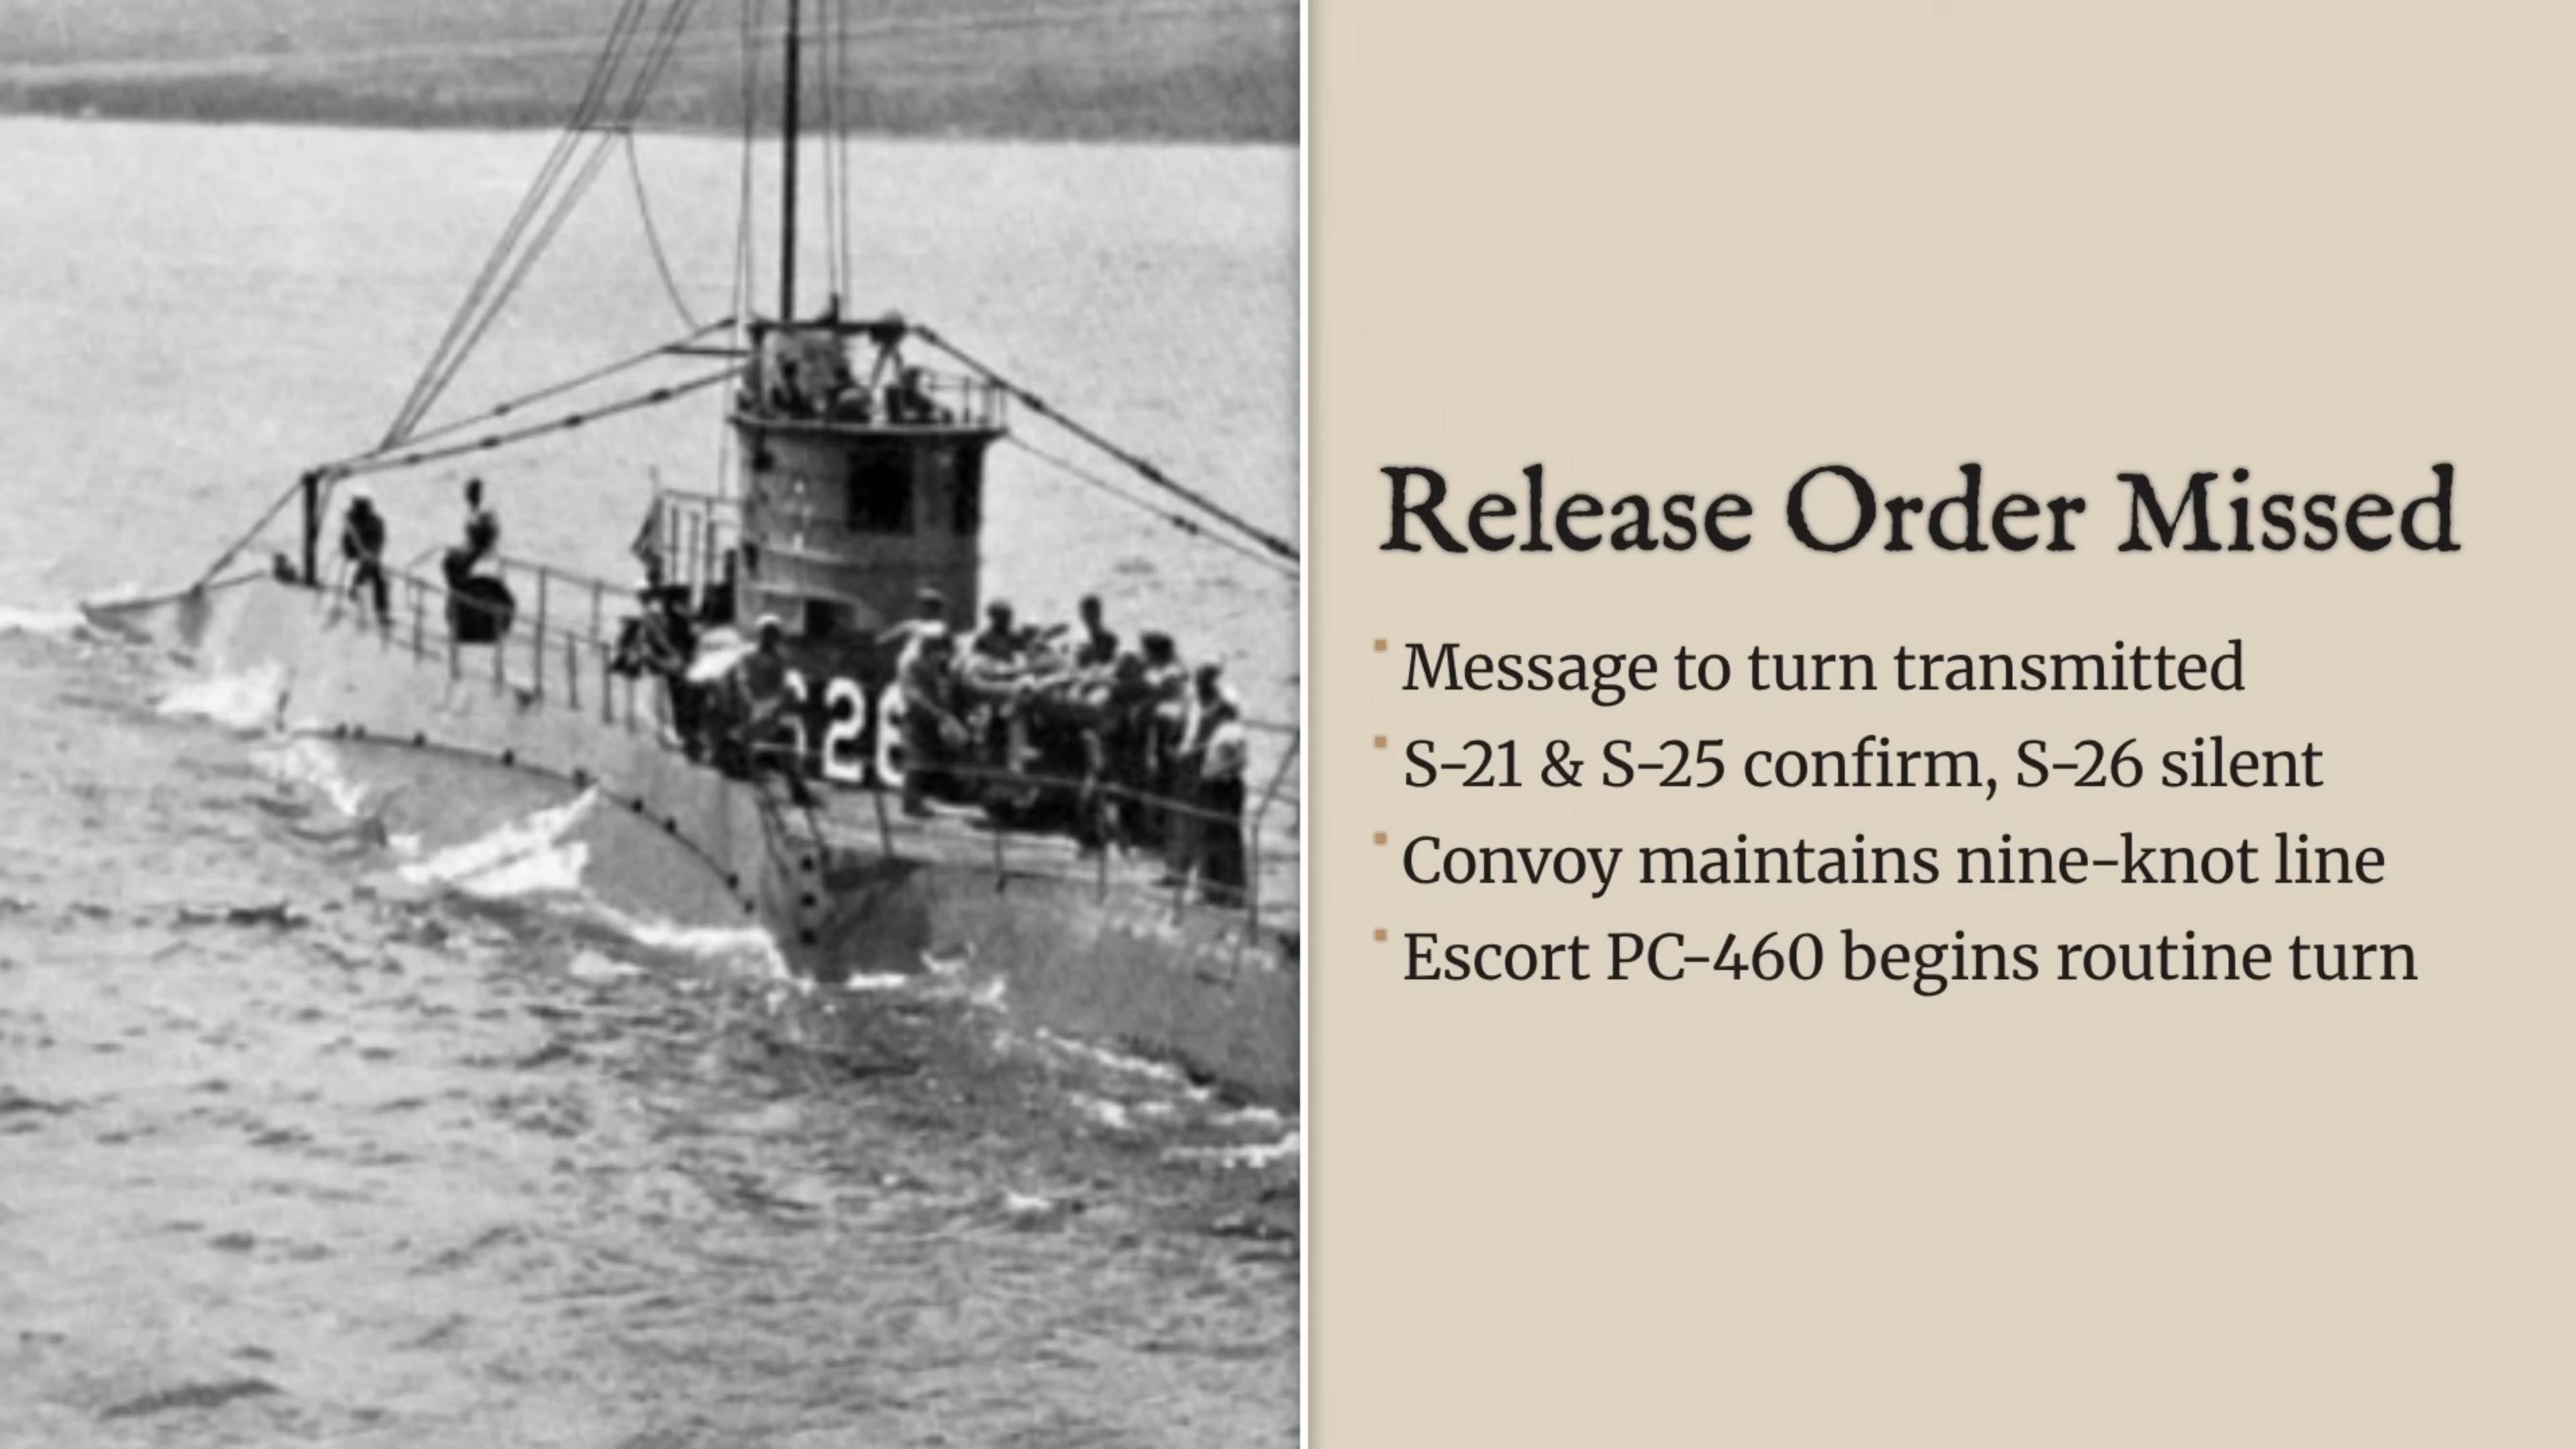 S26
Release Order Missed
Message to turn transmitted
S-21 & S-25 confirm, S-26 silent
Convoy maintains nine-knot line
Escort PC-460 begins routine turn